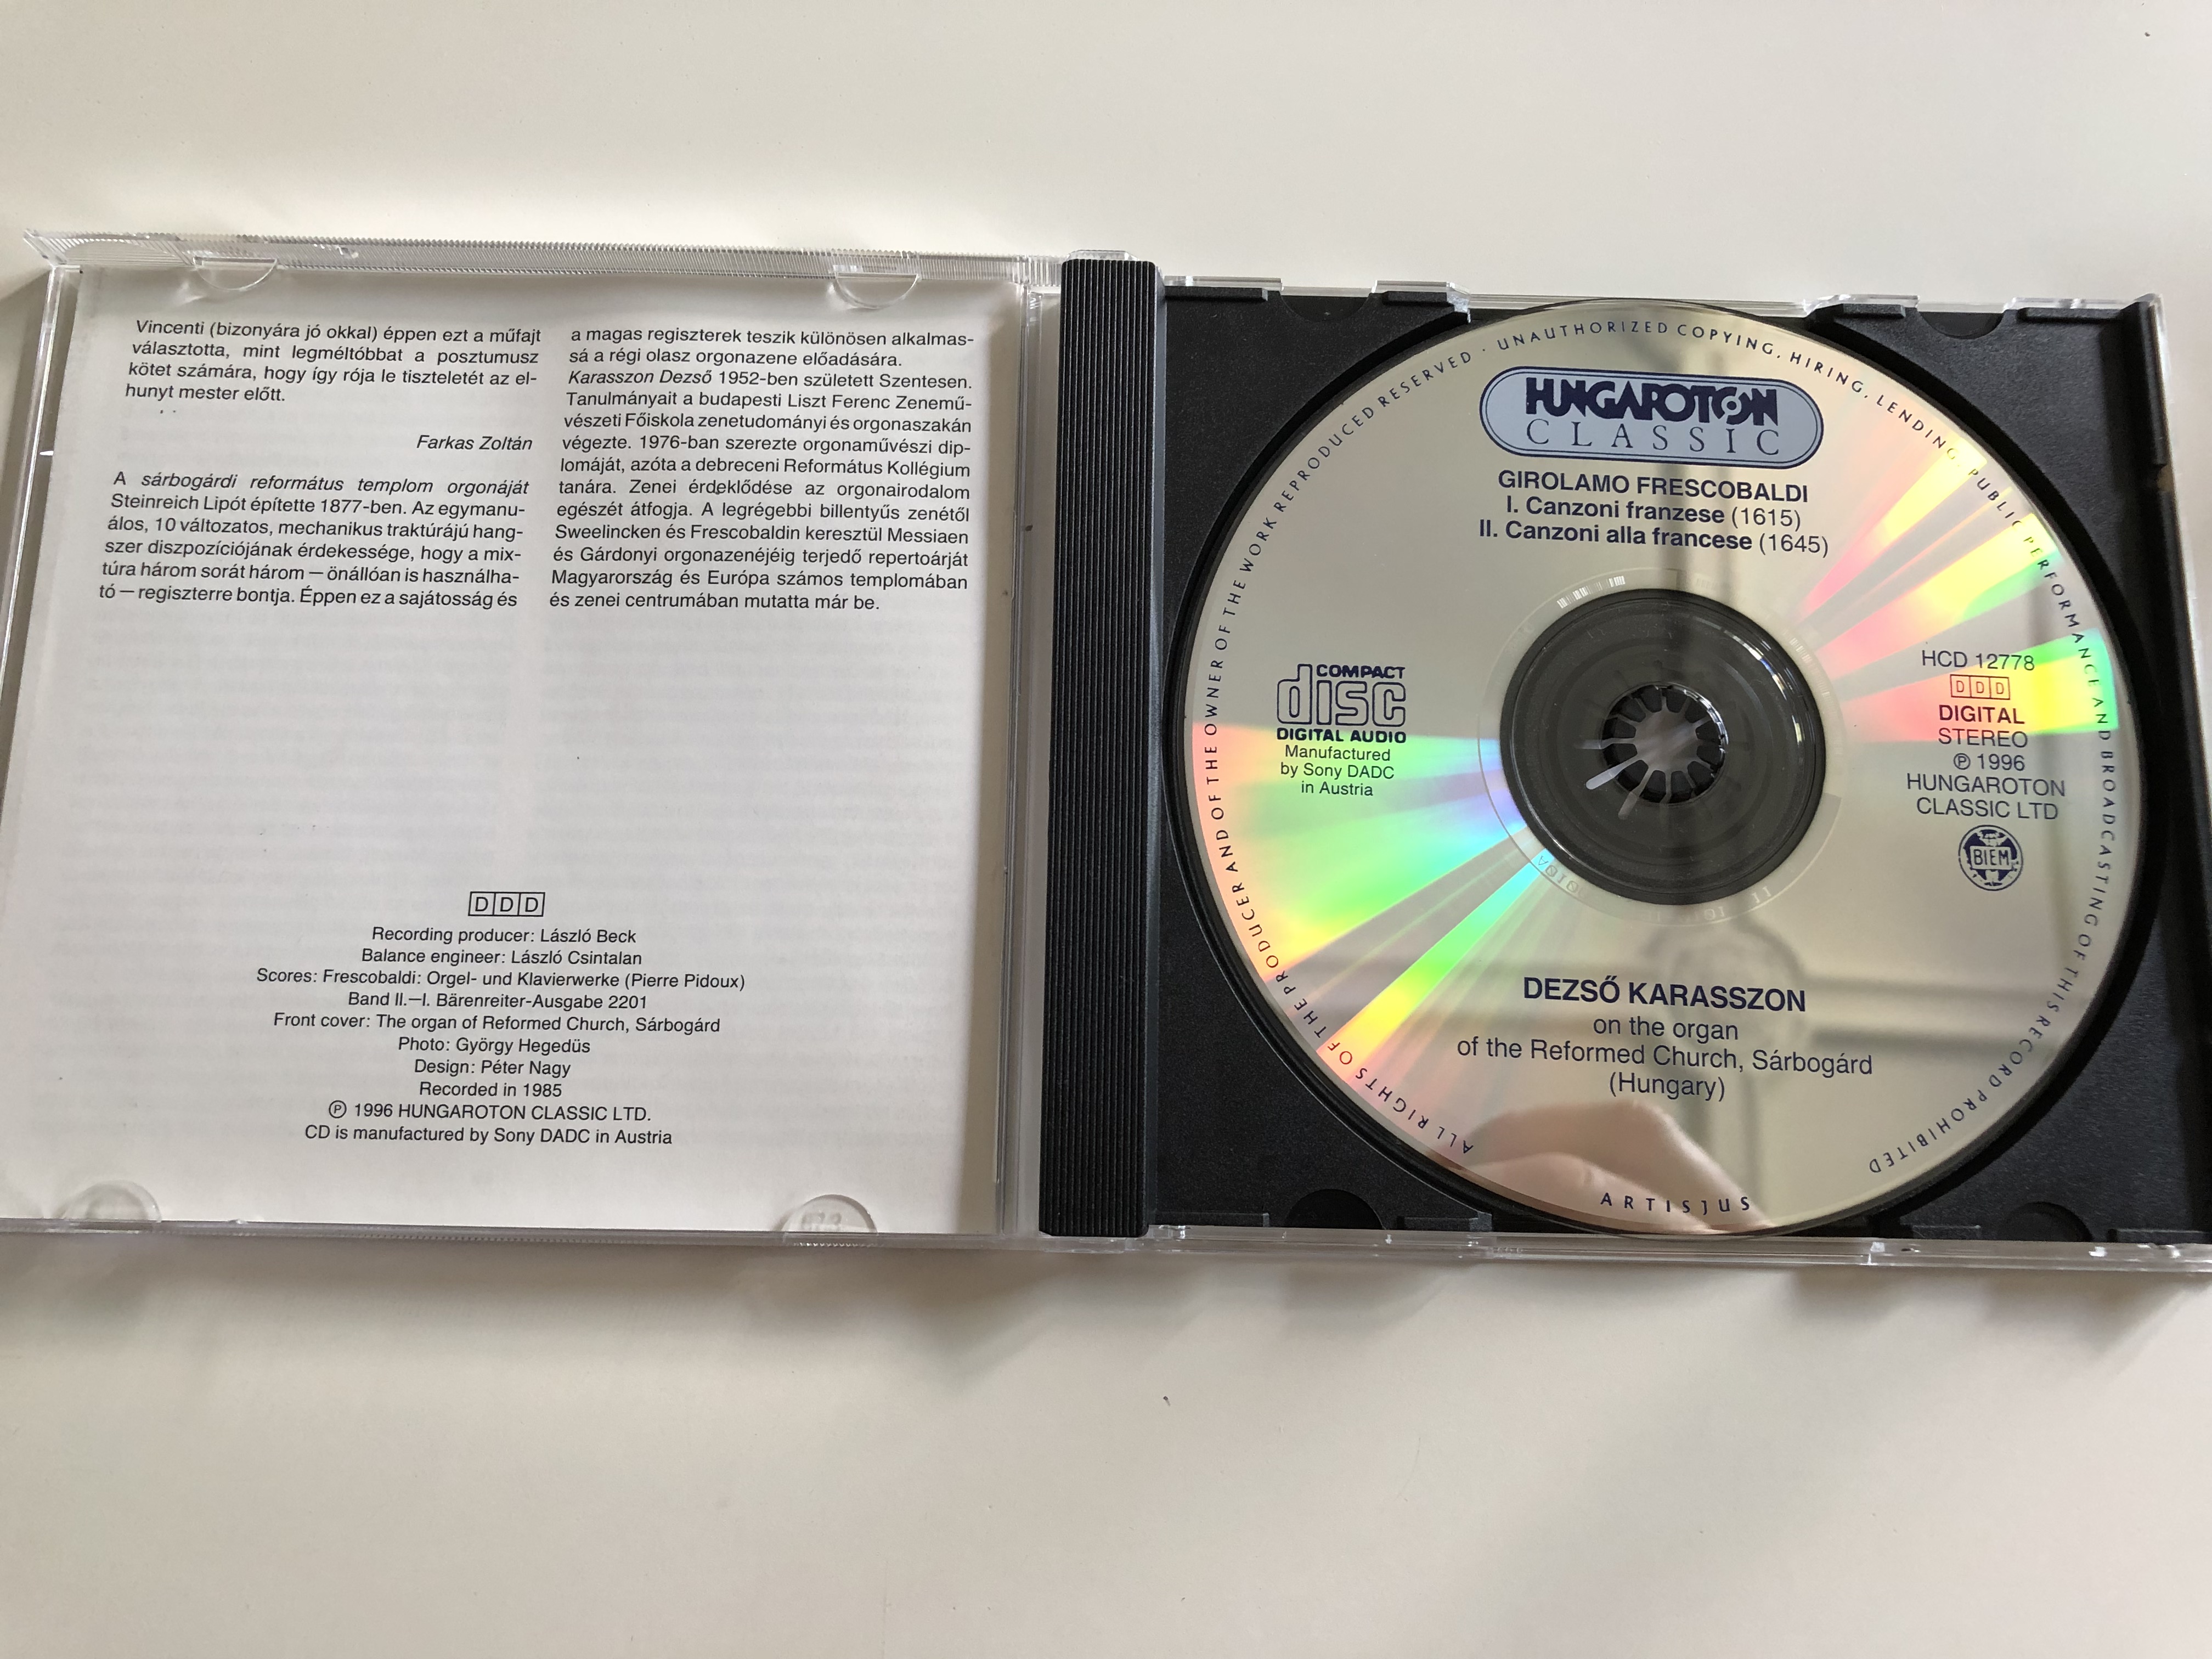 Vincenti (bizonyára jó okkal) éppen ezt a műfajt
választotta, mint legméltóbbat a posztumusz
kötet számára, hogy így rója le tiszteletét az el-
hunyt mester előtt.
Farkas Zoltán
A sárbogárdi református templom orgonáját
Steinreich Lipót építette 1877-ben. Az egymanu-
álos, 10 változatos, mechanikus traktúrájú hang-
szer diszpozíciójának érdekessége, hogy a mix-
túra három sorát három — önállóan is használha-
tó — regiszterre bontja. Éppen ez a sajátosság és
a magas regiszterek teszik különösen alkalmas-
sá a régi olasz orgonazene előadására.
Karasszon Dezső 1952-ben született Szentesen.
Tanulmányait a budapesti Liszt Ferenc Zenemű-
vészeti Főiskola zenetudományi és orgonaszakán
végezte. 1976-ban szerezte orgonaművészi dip-
lomáját, azóta a debreceni Református Kollégium
tanára. Zenei érdeklődése az orgonairodalom
egészét átfogja. A legrégebbi billentyűs zenétől
Sweelincken és Frescobaldin keresztül Messiaen
és Gárdonyi orgonazenéjéig terjedő repertoárját
Magyarország és Európa számos templomában
és zenei centrumában mutatta már be.
DDD
Recording producer: László Beck
Balance engineer: László Csintalan
Scores: Frescobaldi: Orgel- und Klavierwerke (Pierre Pidoux)
Band II.—I. Bärenreiter-Ausgabe 2201
Front cover: The organ of Reformed Church, Sárbogárd
Photo: György Hegedüs
Design: Péter Nagy
Recorded in 1985
℗ 1996 HUNGAROTON CLASSIC LTD.
CD is manufactured by Sony DADC in Austria
ALL RIGHTS OF THE PRODUCER AND OF THE OWNER OF THE WORK REPRODUCED RESERVED · UNAUTHORIZED COPYING, HIRING, LENDING, PUBLIC PERFORMANCE AND BROADCASTING OF THIS RECORD PROHIBITED
HUNGAROTON
CLASSIC
GIROLAMO FRESCOBALDI
I. Canzoni franzese (1615)
II. Canzoni alla francese (1645)
COMPACT
disc
DIGITAL AUDIO
Manufactured
by Sony DADC
in Austria
HCD 12778
DDD
DIGITAL
STEREO
℗ 1996
HUNGAROTON
CLASSIC LTD
BIEM
DEZSŐ KARASSZON
on the organ
of the Reformed Church, Sárbogárd
(Hungary)
ARTISJUS